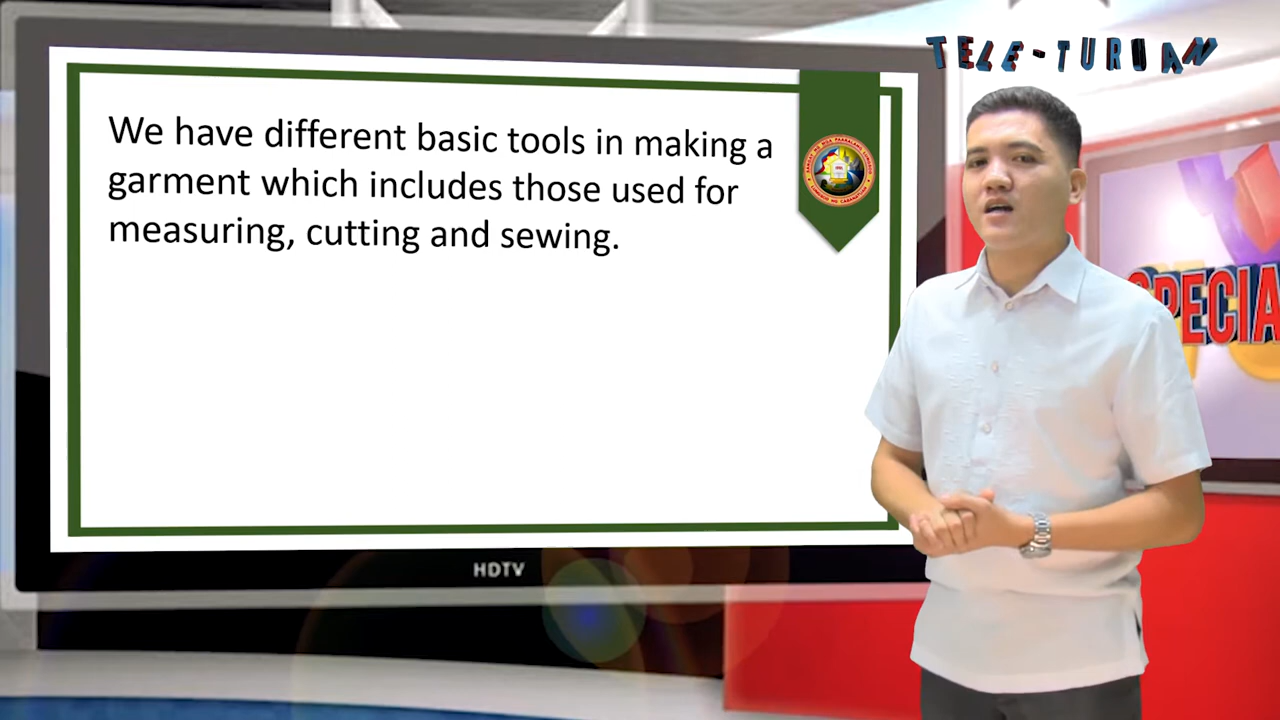 TELE-TURUAN
We have different basic tools in making a
garment which includes those used for
measuring, cutting and sewing.
SPECIA
HDTV